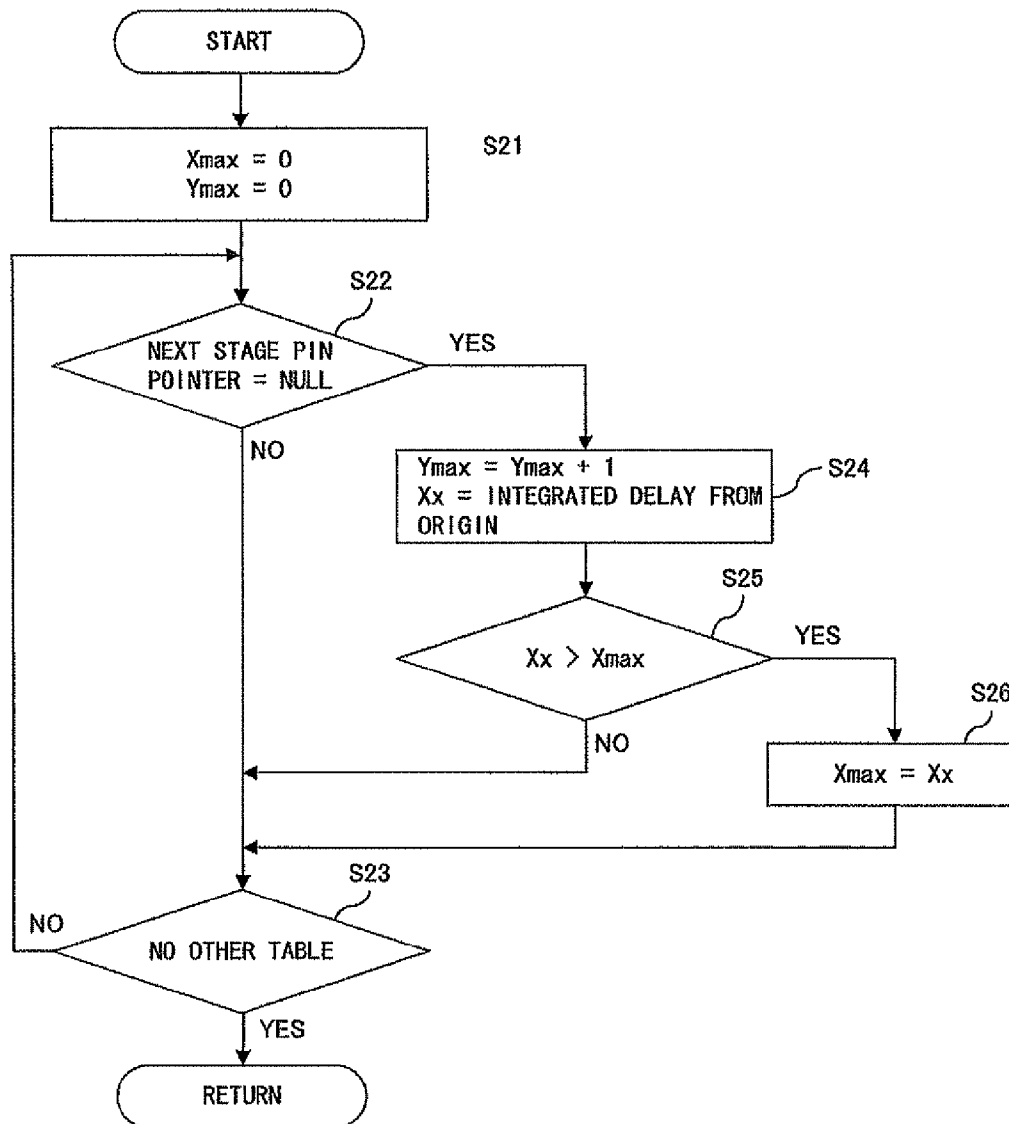 START
S21
Xmax = 0
Ymax = 0
S22
NEXT STAGE PIN
POINTER = NULL
YES
NO
Ymax = Ymax + 1
Xx = INTEGRATED DELAY FROM
ORIGIN
S24
S25
Xx > Xmax
YES
NO
S26
Xmax = Xx
S23
NO
NO OTHER TABLE
YES
RETURN